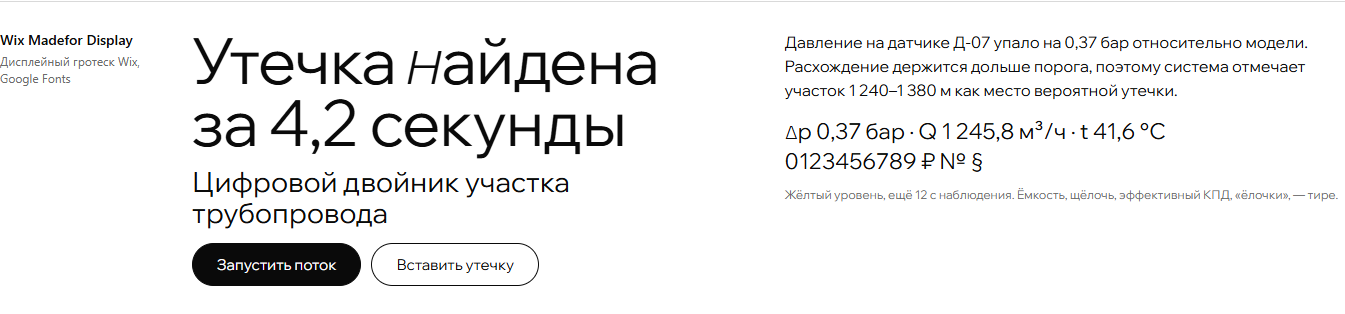 Wix Madefor Display
Дисплейный гротеск Wix,
Google Fonts
Утечка найдена
за 4,2 секунды
Цифровой двойник участка
трубопровода
Запустить поток
Вставить утечку
Давление на датчике Д-07 упало на 0,37 бар относительно модели.
Расхождение держится дольше порога, поэтому система отмечает
участок 1 240–1 380 м как место вероятной утечки.
Δp 0,37 бар · Q 1 245,8 м³/ч · t 41,6 °C
0123456789 ₽ № §
Жёлтый уровень, ещё 12 с наблюдения. Ёмкость, щёлочь, эффективный КПД, «ёлочки», — тире.